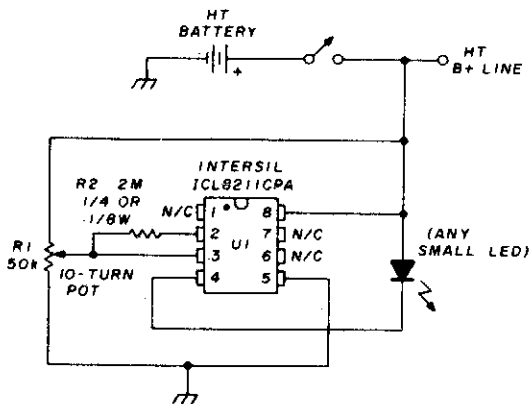 HT
BATTERY
+
HT
B+ LINE
INTERSIL
ICL8211CPA
R2 2M
1/4 OR
1/8W
N/C
1
8
2
7
N/C
U1
3
6
N/C
4
5
R1
50k
10-TURN
POT
(ANY
SMALL LED)